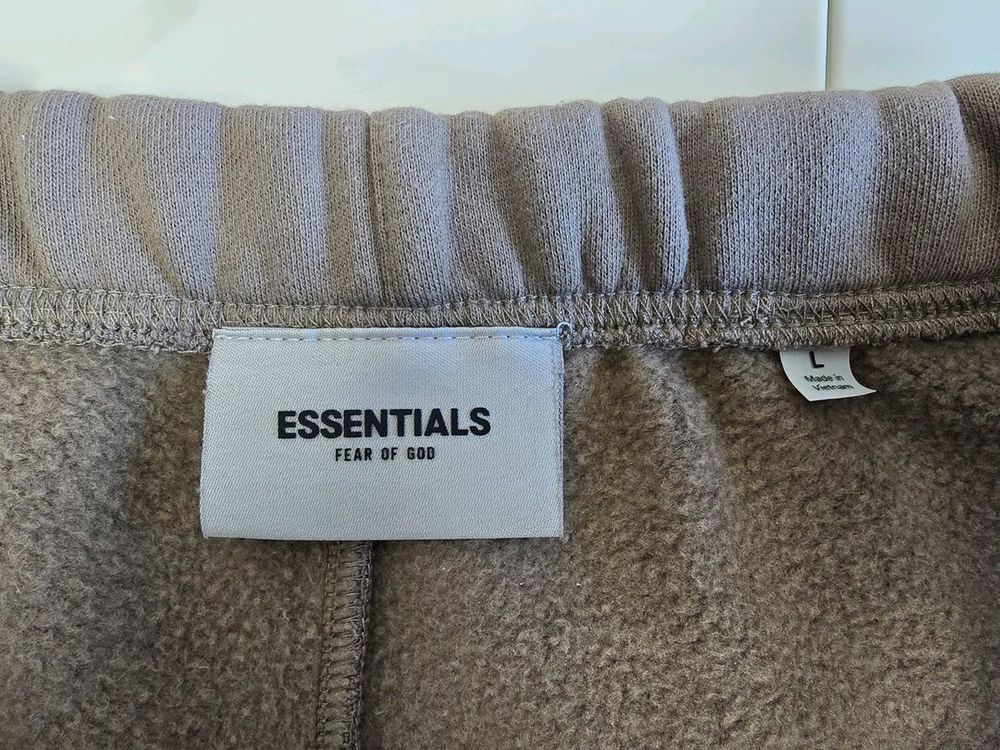 ESSENTIALS
FEAR OF GOD
L
Made in
Vietnam